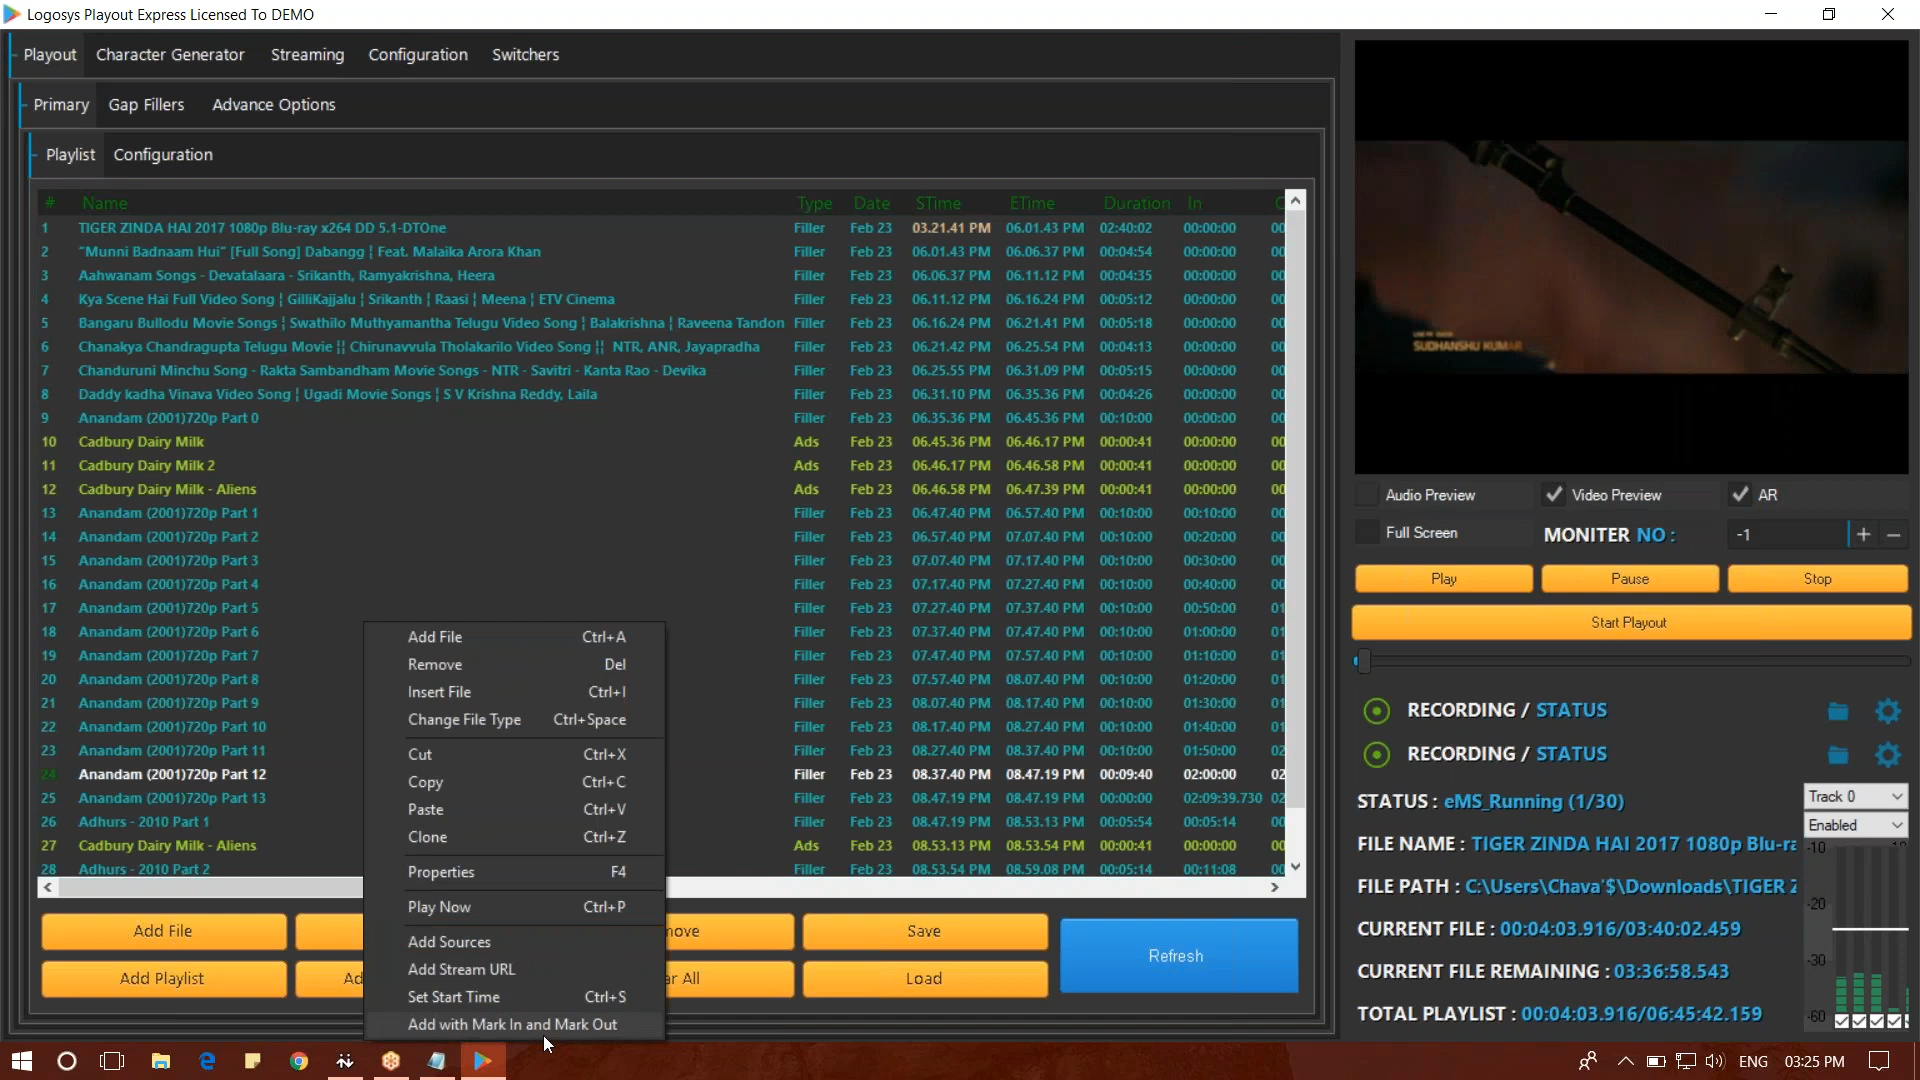 Logosys Playout Express Licensed To DEMO
Playout Character Generator Streaming Configuration Switchers
Primary Gap Fillers Advance Options
Playlist Configuration
# Name Type Date STime ETime Duration In
1 TIGER ZINDA HAI 2017 1080p Blu-ray x264 DD 5.1-DTOne Filler Feb 23 03.21.41 PM 06.01.43 PM 02:40:02 00:00:00 00
2 "Munni Badnaam Hui" [Full Song] Dabangg ¦ Feat. Malaika Arora Khan Filler Feb 23 06.01.43 PM 06.06.37 PM 00:04:54 00:00:00 00
3 Aahwanam Songs - Devatalaara - Srikanth, Ramyakrishna, Heera Filler Feb 23 06.06.37 PM 06.11.12 PM 00:04:35 00:00:00 00
4 Kya Scene Hai Full Video Song ¦ GilliKajjalu ¦ Srikanth ¦ Raasi ¦ Meena ¦ ETV Cinema Filler Feb 23 06.11.12 PM 06.16.24 PM 00:05:12 00:00:00 00
5 Bangaru Bullodu Movie Songs ¦ Swathilo Muthyamantha Telugu Video Song ¦ Balakrishna ¦ Raveena Tandon Filler Feb 23 06.16.24 PM 06.21.41 PM 00:05:18 00:00:00 00
6 Chanakya Chandragupta Telugu Movie ¦¦ Chirunavvula Tholakarilo Video Song ¦¦ NTR, ANR, Jayapradha Filler Feb 23 06.21.42 PM 06.25.54 PM 00:04:13 00:00:00 00
7 Chanduruni Minchu Song - Rakta Sambandham Movie Songs - NTR - Savitri - Kanta Rao - Devika Filler Feb 23 06.25.55 PM 06.31.09 PM 00:05:15 00:00:00 00
8 Daddy kadha Vinava Video Song ¦ Ugadi Movie Songs ¦ S V Krishna Reddy, Laila Filler Feb 23 06.31.10 PM 06.35.36 PM 00:04:26 00:00:00 00
9 Anandam (2001)720p Part 0 Filler Feb 23 06.35.36 PM 06.45.36 PM 00:10:00 00:00:00 00
10 Cadbury Dairy Milk Ads Feb 23 06.45.36 PM 06.46.17 PM 00:00:41 00:00:00 00
11 Cadbury Dairy Milk 2 Ads Feb 23 06.46.17 PM 06.46.58 PM 00:00:41 00:00:00 00
12 Cadbury Dairy Milk - Aliens Ads Feb 23 06.46.58 PM 06.47.39 PM 00:00:41 00:00:00 00
13 Anandam (2001)720p Part 1 Filler Feb 23 06.47.40 PM 06.57.40 PM 00:10:00 00:10:00 00
14 Anandam (2001)720p Part 2 Filler Feb 23 06.57.40 PM 07.07.40 PM 00:10:00 00:20:00 00
15 Anandam (2001)720p Part 3 Filler Feb 23 07.07.40 PM 07.17.40 PM 00:10:00 00:30:00 00
16 Anandam (2001)720p Part 4 Filler Feb 23 07.17.40 PM 07.27.40 PM 00:10:00 00:40:00 00
17 Anandam (2001)720p Part 5 Filler Feb 23 07.27.40 PM 07.37.40 PM 00:10:00 00:50:00 01
18 Anandam (2001)720p Part 6 Filler Feb 23 07.37.40 PM 07.47.40 PM 00:10:00 01:00:00 01
19 Anandam (2001)720p Part 7 Filler Feb 23 07.47.40 PM 07.57.40 PM 00:10:00 01:10:00 01
20 Anandam (2001)720p Part 8 Filler Feb 23 07.57.40 PM 08.07.40 PM 00:10:00 01:20:00 01
21 Anandam (2001)720p Part 9 Filler Feb 23 08.07.40 PM 08.17.40 PM 00:10:00 01:30:00 01
22 Anandam (2001)720p Part 10 Filler Feb 23 08.17.40 PM 08.27.40 PM 00:10:00 01:40:00 01
23 Anandam (2001)720p Part 11 Filler Feb 23 08.27.40 PM 08.37.40 PM 00:10:00 01:50:00 02
24 Anandam (2001)720p Part 12 Filler Feb 23 08.37.40 PM 08.47.19 PM 00:09:40 02:00:00 02
25 Anandam (2001)720p Part 13 Filler Feb 23 08.47.19 PM 08.47.19 PM 00:00:00 02:09:39.730 02
26 Adhurs - 2010 Part 1 Filler Feb 23 08.47.19 PM 08.53.13 PM 00:05:54 00:05:14 00
27 Cadbury Dairy Milk - Aliens Ads Feb 23 08.53.13 PM 08.53.54 PM 00:00:41 00:00:00 00
28 Adhurs - 2010 Part 2 Filler Feb 23 08.53.54 PM 08.59.08 PM 00:05:14 00:11:08 00
Add File Ctrl+A
Remove Del
Insert File Ctrl+I
Change File Type Ctrl+Space
Cut Ctrl+X
Copy Ctrl+C
Paste Ctrl+V
Clone Ctrl+Z
Properties F4
Play Now Ctrl+P
Add Sources
Add Stream URL
Set Start Time Ctrl+S
Add with Mark In and Mark Out
Add File Save
Add Playlist Load
Refresh
SUDHANSHU KUMAR
Audio Preview Video Preview AR
Full Screen MONITER NO : -1 + −
Play Pause Stop
Start Playout
RECORDING / STATUS
RECORDING / STATUS
STATUS : eMS_Running (1/30)
Track 0
Enabled
FILE NAME : TIGER ZINDA HAI 2017 1080p Blu-ra
FILE PATH : C:\Users\Chava'$\Downloads\TIGER Z
CURRENT FILE : 00:04:03.916/03:40:02.459
CURRENT FILE REMAINING : 03:36:58.543
TOTAL PLAYLIST : 00:04:03.916/06:45:42.159
-10
-20
-30
-60
ENG 03:25 PM